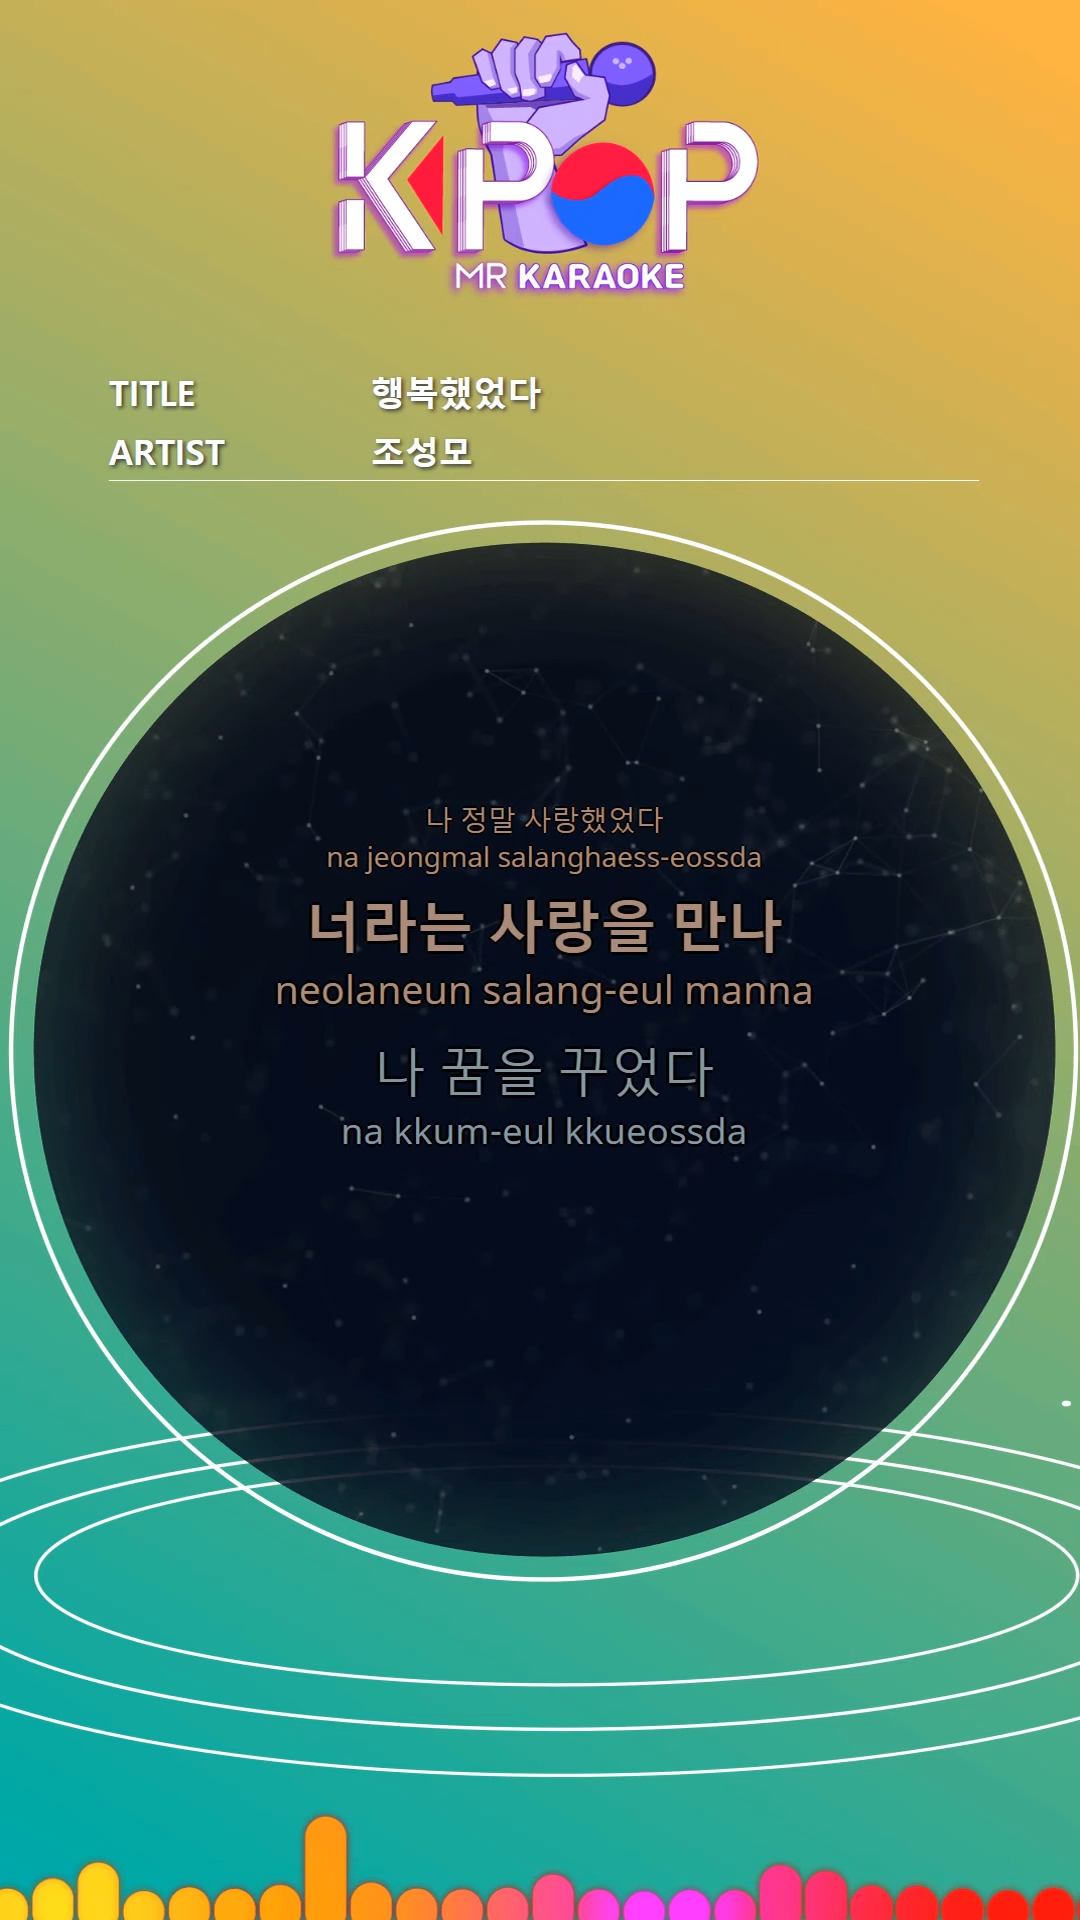 KPOP
MR KARAOKE
TITLE 행복했었다
ARTIST 조성모
나 정말 사랑했었다
na jeongmal salanghaess-eossda
너라는 사랑을 만나
neolaneun salang-eul manna
나 꿈을 꾸었다
na kkum-eul kkueossda